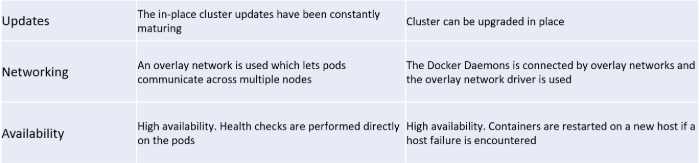 Updates
The in-place cluster updates have been constantly
maturing
Cluster can be upgraded in place
Networking
An overlay network is used which lets pods
communicate across multiple nodes
The Docker Daemons is connected by overlay networks and
the overlay network driver is used
Availability
High availability. Health checks are performed directly
on the pods
High availability. Containers are restarted on a new host if a
host failure is encountered